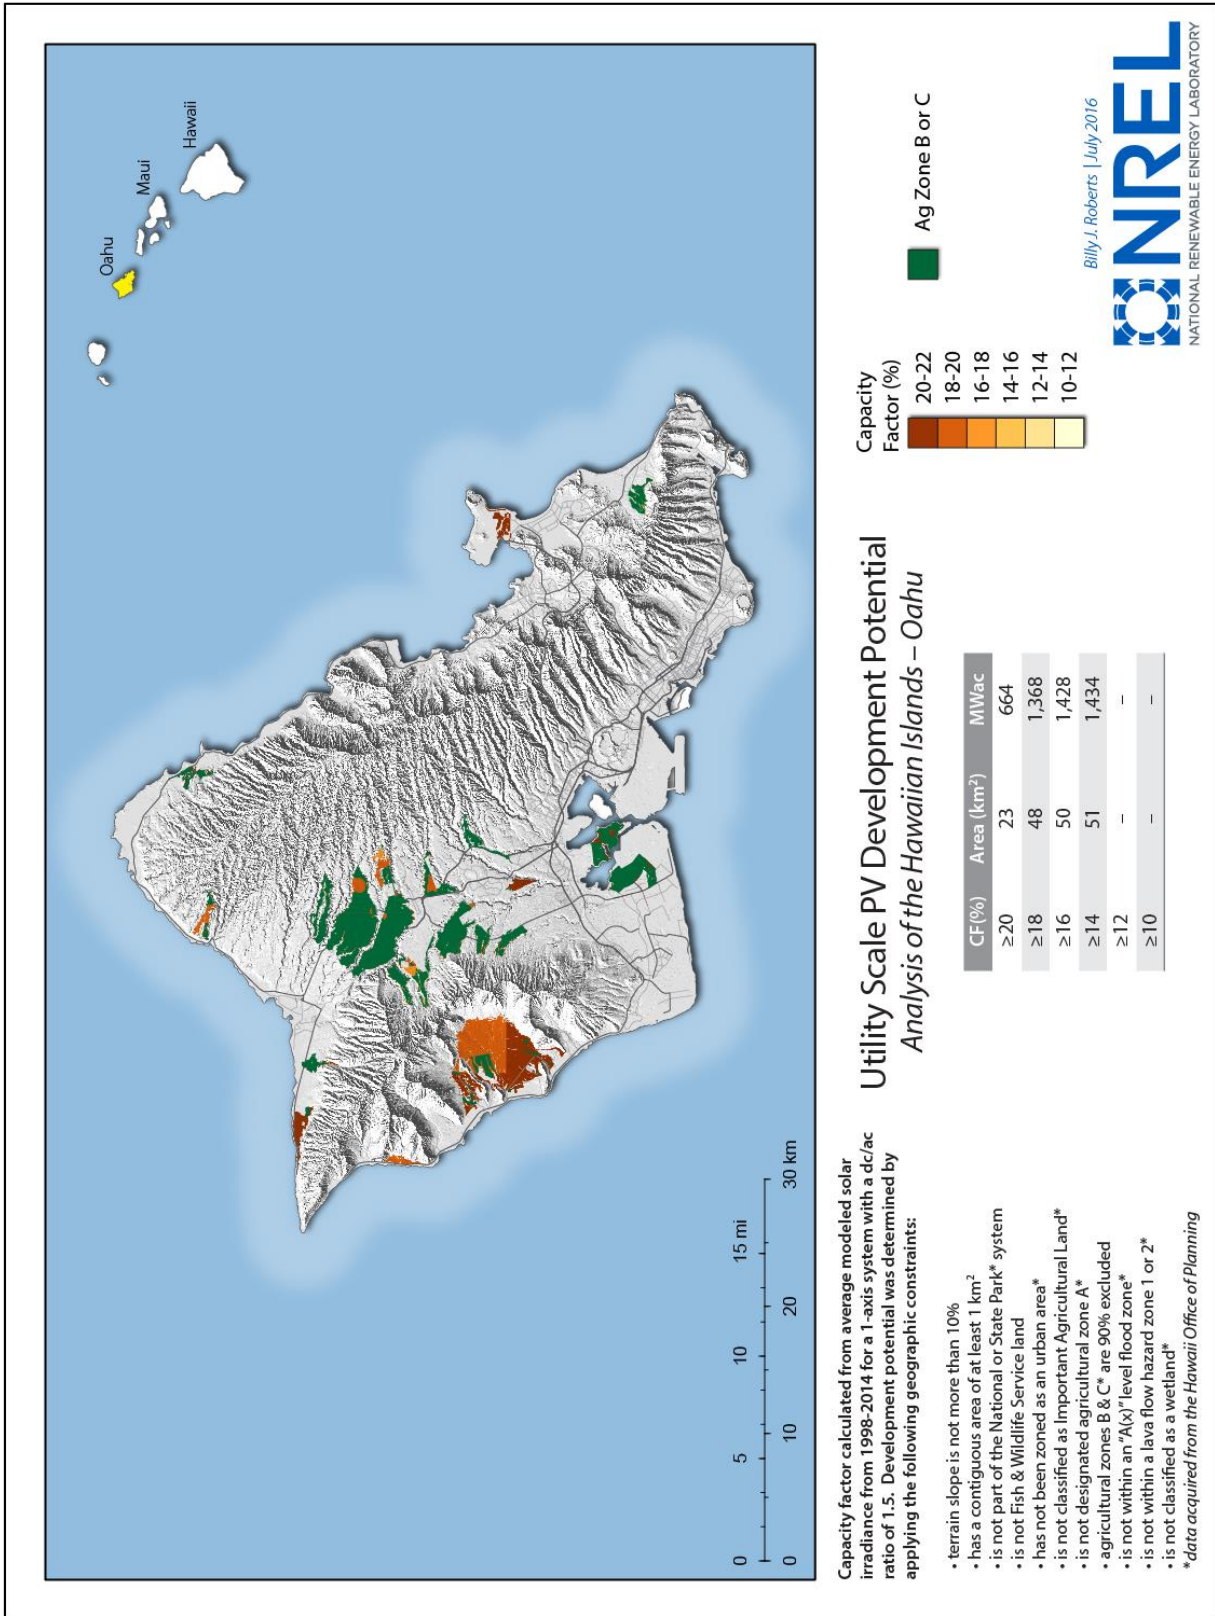 Oahu
Maui
Hawaii
0 5 10 15 mi
0 10 20 30 km
Capacity factor calculated from average modeled solar
irradiance from 1998-2014 for a 1-axis system with a dc/ac
ratio of 1.5. Development potential was determined by
applying the following geographic constraints:
• terrain slope is not more than 10%
• has a contiguous area of at least 1 km²
• is not part of the National or State Park* system
• is not Fish & Wildlife Service land
• has not been zoned as an urban area*
• is not classified as Important Agricultural Land*
• is not designated agricultural zone A*
• agricultural zones B & C* are 90% excluded
• is not within an "A(x)" level flood zone*
• is not within a lava flow hazard zone 1 or 2*
• is not classified as a wetland*
*data acquired from the Hawaii Office of Planning
Utility Scale PV Development Potential
Analysis of the Hawaiian Islands – Oahu
CF(%) Area (km²) MWac
≥20 23 664
≥18 48 1,368
≥16 50 1,428
≥14 51 1,434
≥12 – –
≥10 – –
Capacity
Factor (%)
20-22
18-20
16-18
14-16
12-14
10-12
Ag Zone B or C
Billy J. Roberts | July 2016
NREL
NATIONAL RENEWABLE ENERGY LABORATORY